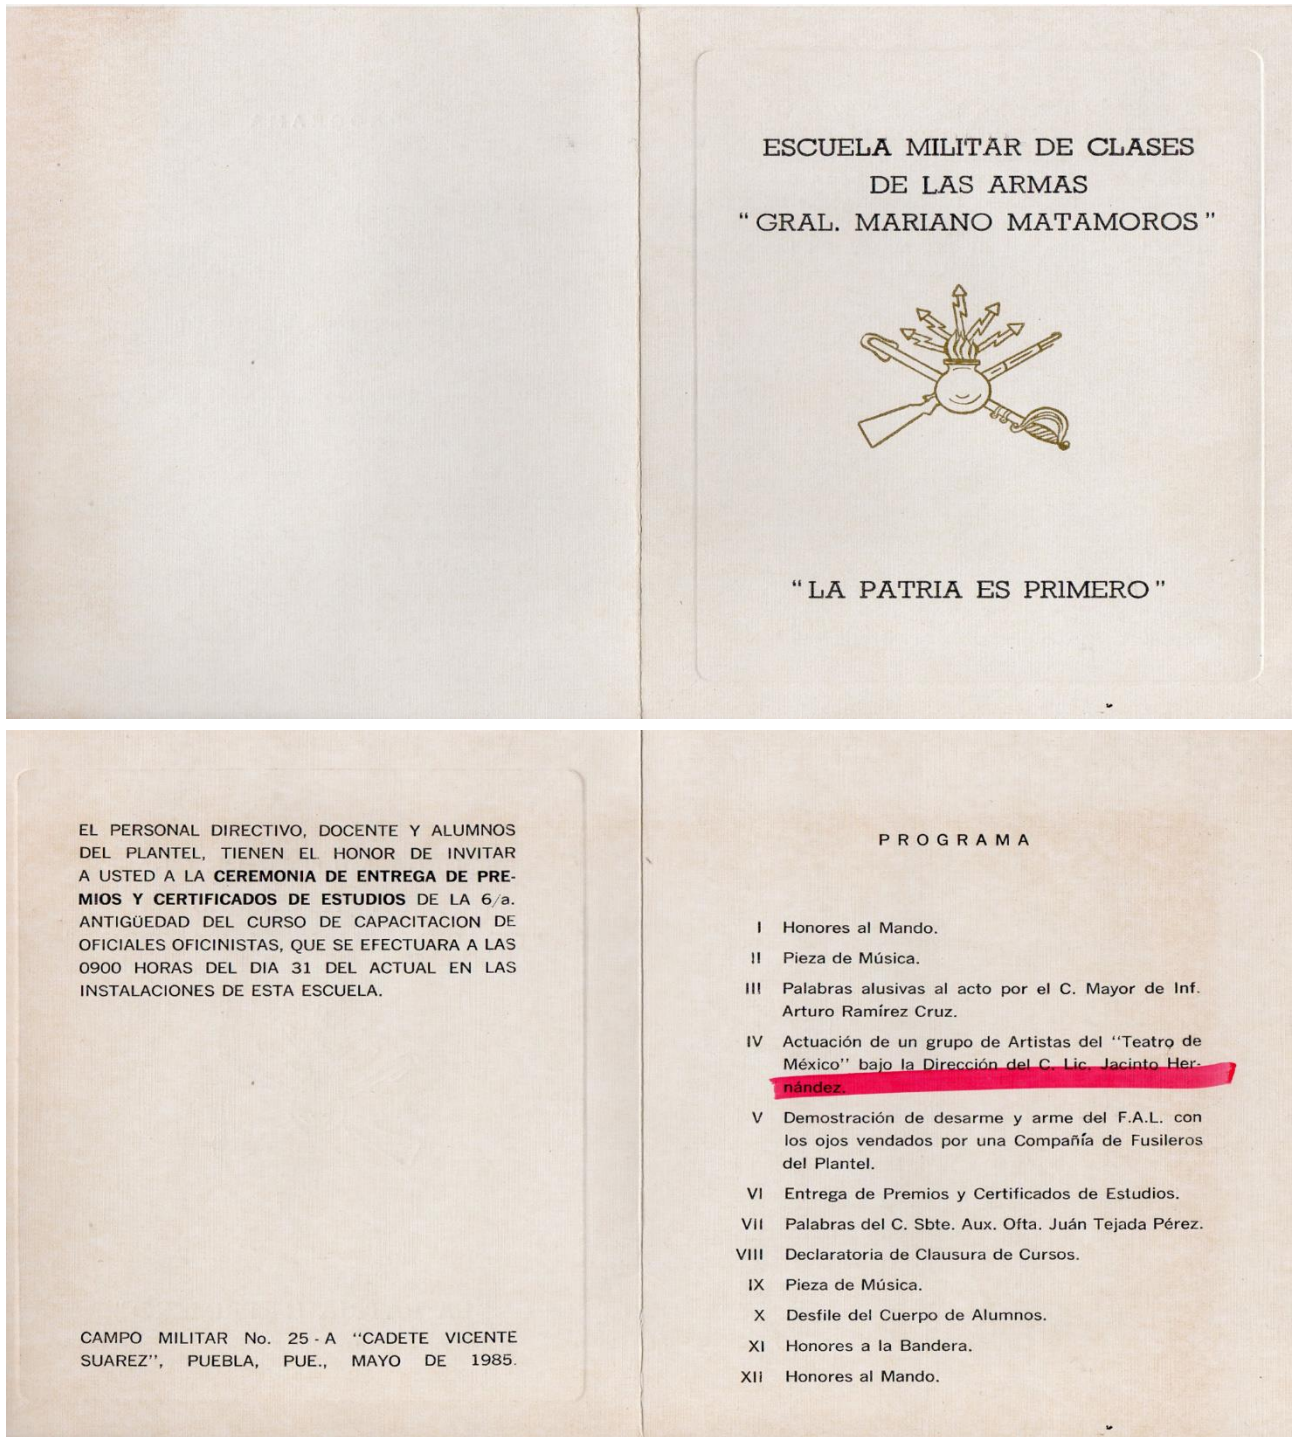 ESCUELA MILITAR DE CLASES
DE LAS ARMAS
"GRAL. MARIANO MATAMOROS"
"LA PATRIA ES PRIMERO"
EL PERSONAL DIRECTIVO, DOCENTE Y ALUMNOS
DEL PLANTEL, TIENEN EL HONOR DE INVITAR
A USTED A LA CEREMONIA DE ENTREGA DE PRE-
MIOS Y CERTIFICADOS DE ESTUDIOS DE LA 6/a.
ANTIGÜEDAD DEL CURSO DE CAPACITACION DE
OFICIALES OFICINISTAS, QUE SE EFECTUARA A LAS
0900 HORAS DEL DIA 31 DEL ACTUAL EN LAS
INSTALACIONES DE ESTA ESCUELA.
CAMPO MILITAR No. 25 - A "CADETE VICENTE
SUAREZ", PUEBLA, PUE., MAYO DE 1985.
PROGRAMA
I Honores al Mando.
II Pieza de Música.
III Palabras alusivas al acto por el C. Mayor de Inf.
Arturo Ramírez Cruz.
IV Actuación de un grupo de Artistas del "Teatro de
México" bajo la Dirección del C. Lic. Jacinto Her-
nández.
V Demostración de desarme y arme del F.A.L. con
los ojos vendados por una Compañía de Fusileros
del Plantel.
VI Entrega de Premios y Certificados de Estudios.
VII Palabras del C. Sbte. Aux. Ofta. Juán Tejada Pérez.
VIII Declaratoria de Clausura de Cursos.
IX Pieza de Música.
X Desfile del Cuerpo de Alumnos.
XI Honores a la Bandera.
XII Honores al Mando.